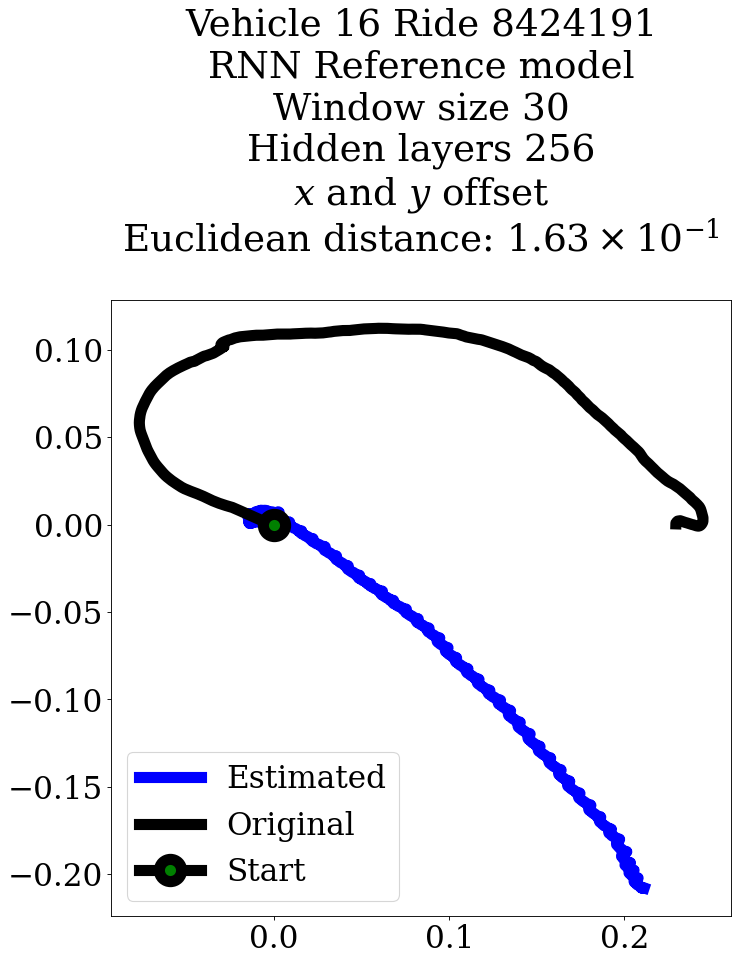 Vehicle 16 Ride 8424191
RNN Reference model
Window size 30
Hidden layers 256
x and y offset
Euclidean distance: 1.63 × 10⁻¹
0.10
0.05
0.00
−0.05
−0.10
−0.15
−0.20
Estimated
Original
Start
0.0 0.1 0.2